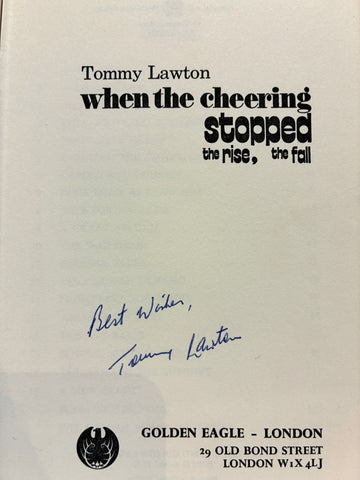 Tommy Lawton
when the cheering
stopped
the rise, the fall
Best Wishes,
Tommy Lawton
GOLDEN EAGLE - LONDON
29 OLD BOND STREET
LONDON W1X 4LJ